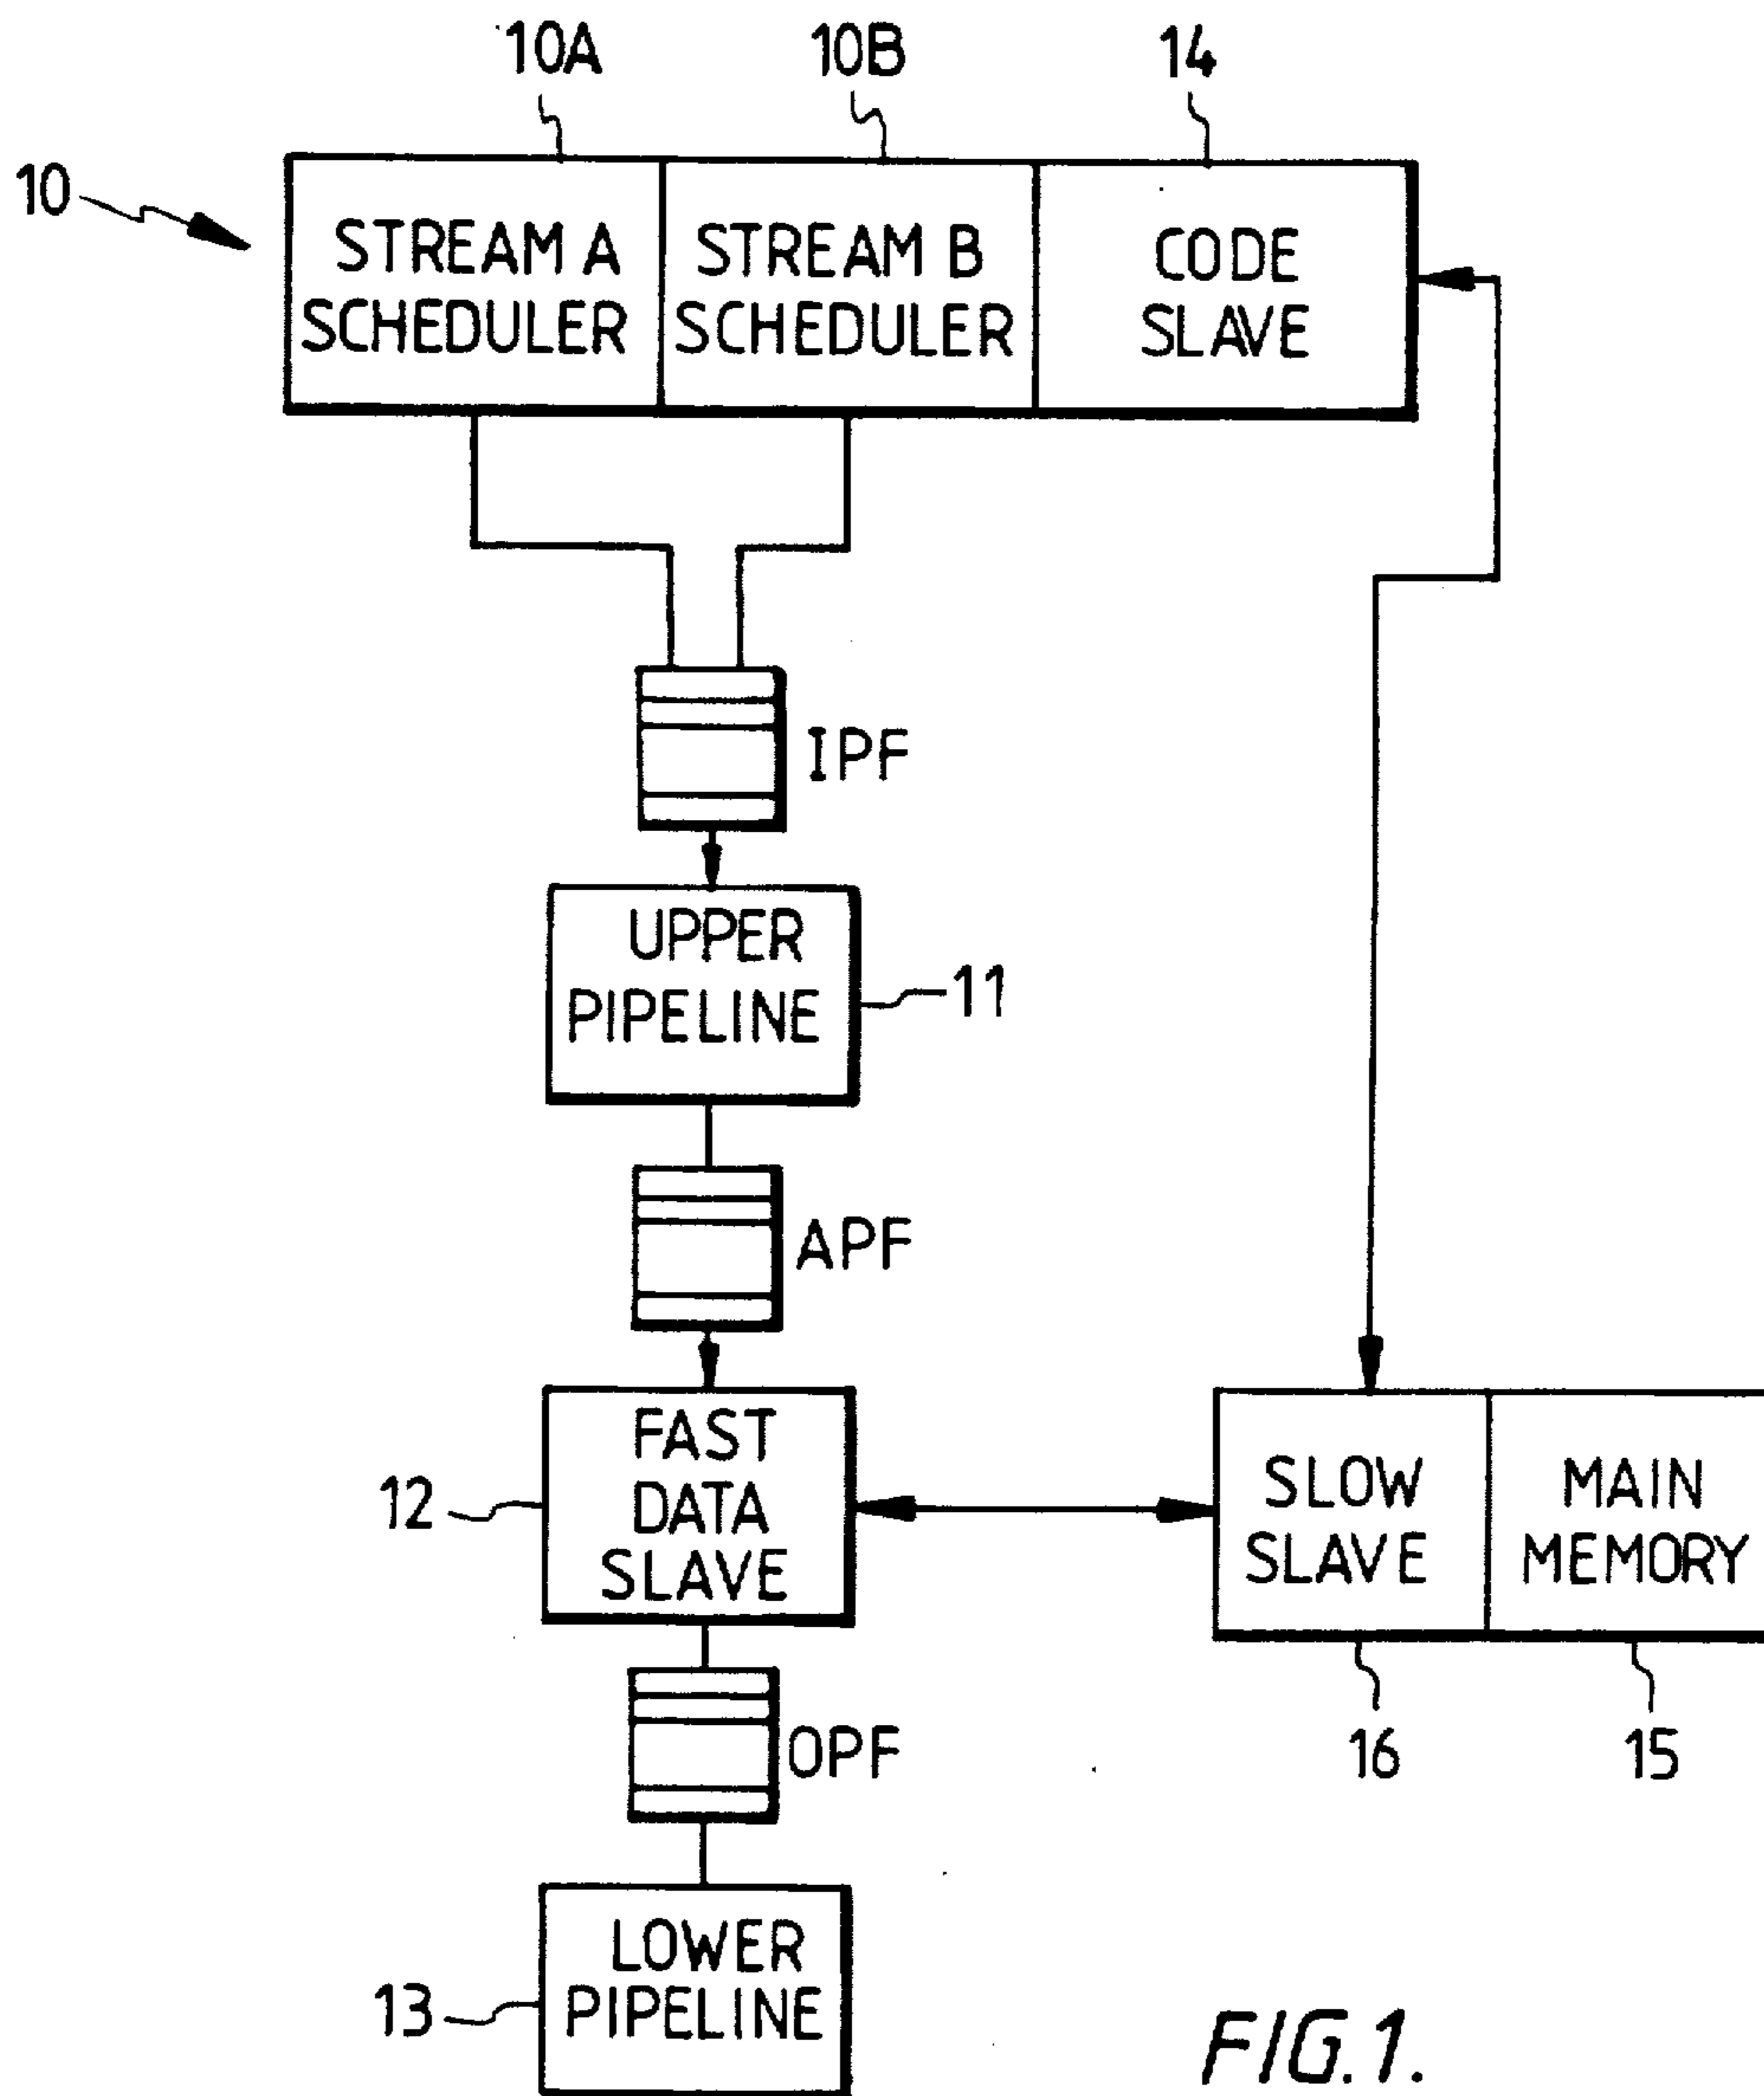 10A 10B 14
10
STREAM A
SCHEDULER
STREAM B
SCHEDULER
CODE
SLAVE
IPF
UPPER
PIPELINE
11
APF
FAST
DATA
SLAVE
12
SLOW
SLAVE
MAIN
MEMORY
OPF
16 15
LOWER
PIPELINE
13
FIG.1.